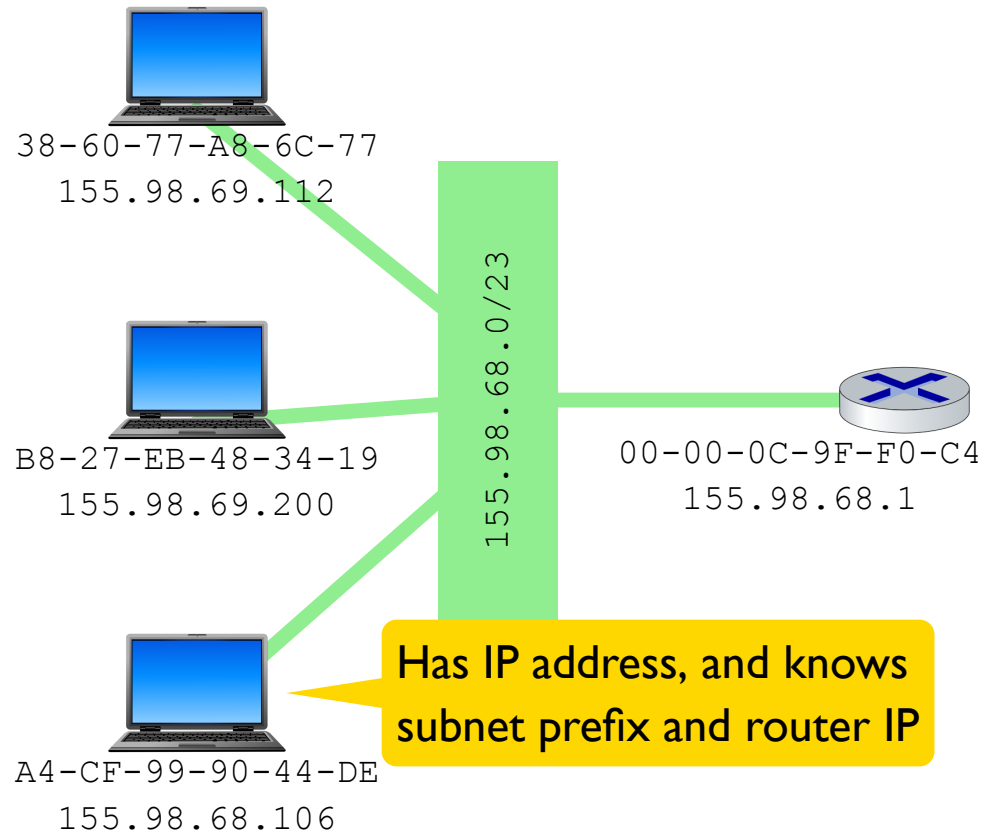 38-60-77-A8-6C-77
155.98.69.112
B8-27-EB-48-34-19
155.98.69.200
A4-CF-99-90-44-DE
155.98.68.106
155.98.68.0/23
Has IP address, and knows
subnet prefix and router IP
00-00-0C-9F-F0-C4
155.98.68.1